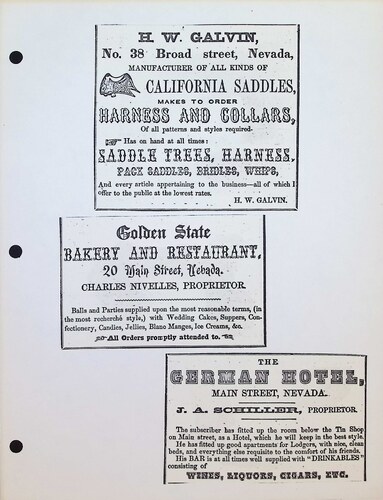 H. W. GALVIN,
No. 38 Broad street, Nevada,
MANUFACTURER OF ALL KINDS OF
CALIFORNIA SADDLES,
MAKES TO ORDER
HARNESS AND COLLARS,
Of all patterns and styles required.
Has on hand at all times:
SADDLE TREES, HARNESS,
PACK SADDLES, BRIDLES, WHIPS,
And every article appertaining to the business—all of which I
offer to the public at the lowest rates.
H. W. GALVIN.
Golden State
BAKERY AND RESTAURANT,
20 Main Street, Nevada.
CHARLES NIVELLES, PROPRIETOR.
Balls and Parties supplied upon the most reasonable terms, (in
the most recherché style,) with Wedding Cakes, Suppers, Con-
fectionery, Candies, Jellies, Blanc Manges, Ice Creams, &c.
All Orders promptly attended to.
THE
GERMAN HOTEL,
MAIN STREET, NEVADA.
J. A. SCHILLER, PROPRIETOR.
The subscriber has fitted up the room below the Tin Shop
on Main street, as a Hotel, which he will keep in the best style.
He has fitted up good apartments for Lodgers, with nice, clean
beds, and everything else requisite to the comfort of his friends.
His BAR is at all times well supplied with "DRINKABLES"
consisting of
WINES, LIQUORS, CIGARS, ETC.